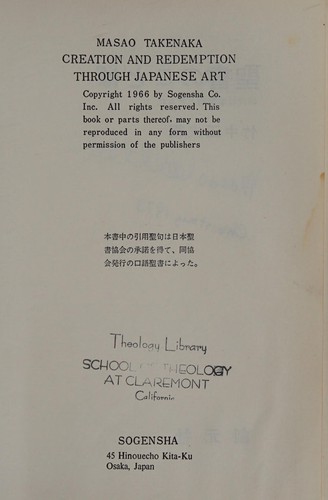 MASAO TAKENAKA
CREATION AND REDEMPTION
THROUGH JAPANESE ART
Copyright 1966 by Sogensha Co.
Inc. All rights reserved. This
book or parts thereof, may not be
reproduced in any form without
permission of the publishers
本書中の引用聖句は日本聖
書協会の承諾を得て、同協
会発行の口語聖書によった。
Theology Library
SCHOOL OF THEOLOGY
AT CLAREMONT
California
SOGENSHA
45 Hinouecho Kita-Ku
Osaka, Japan